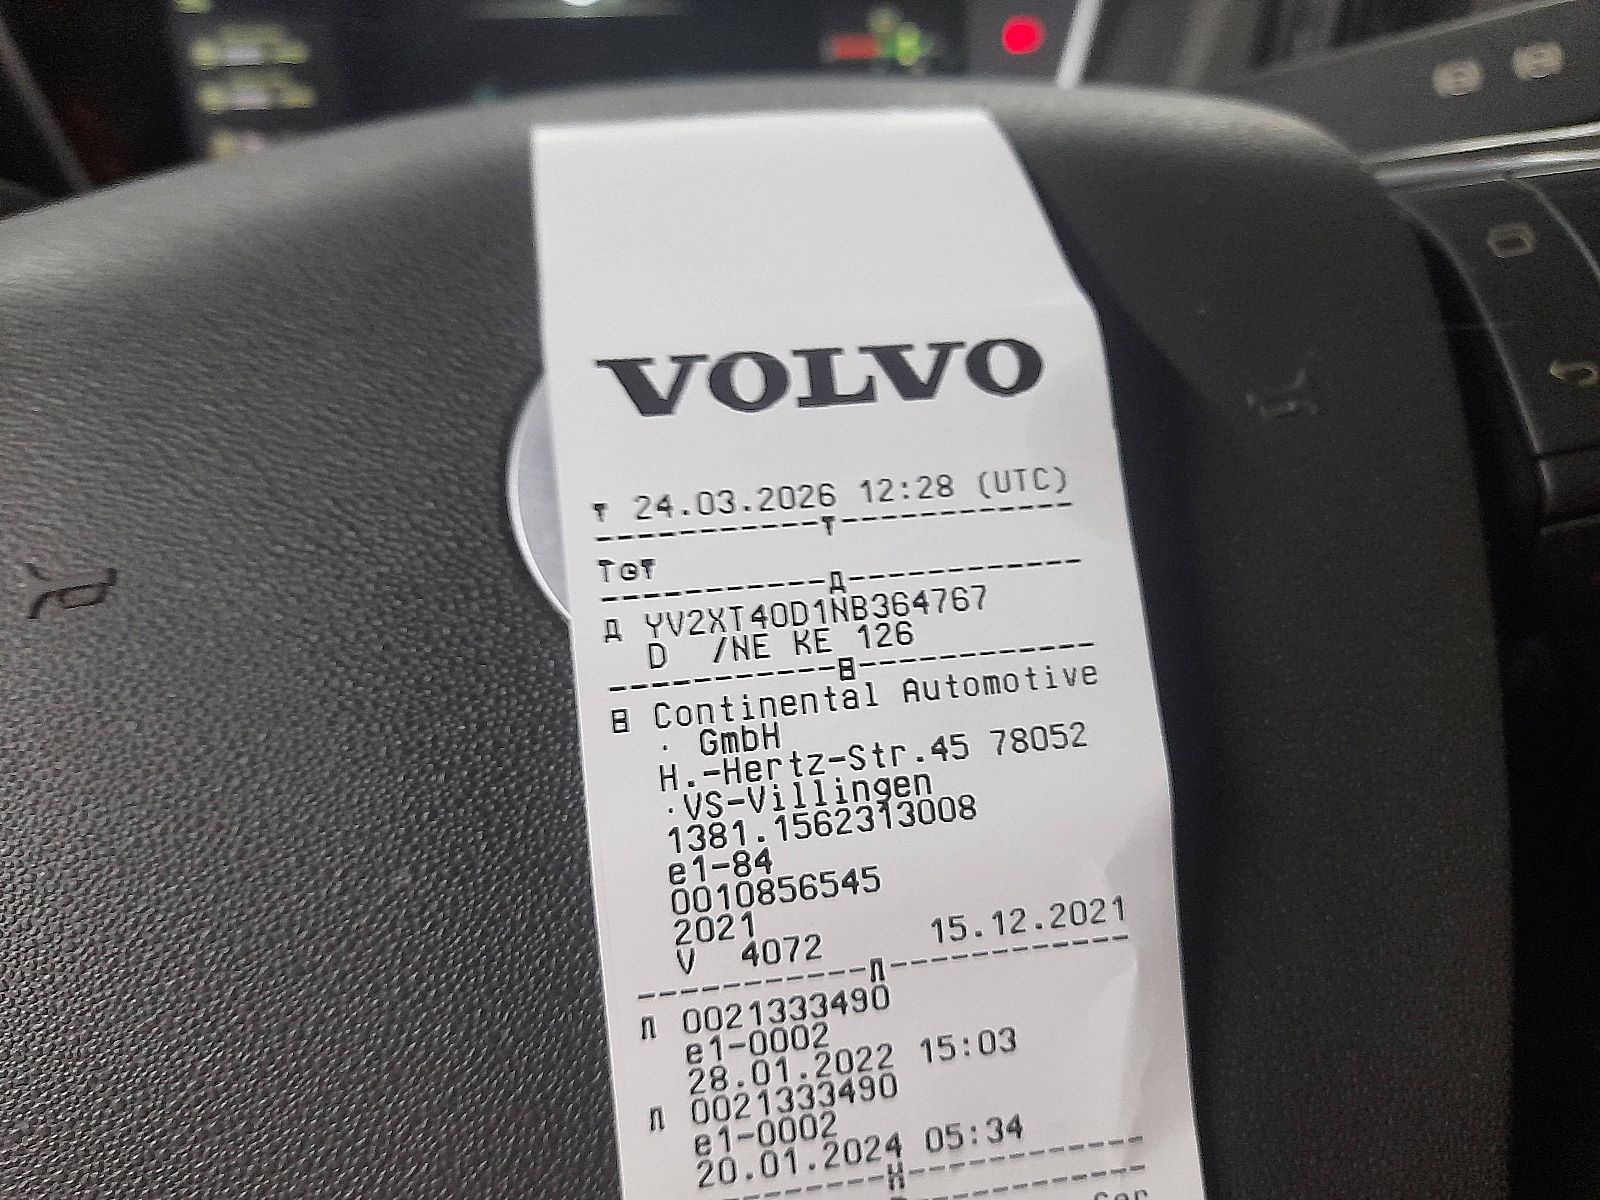 VOLVO
▼ 24.03.2026 12:28 (UTC)
----------▼----------
T⊙▼
----------Д----------
Д YV2XT40D1NB364767
D /NE KE 126
----------B----------
B Continental Automotive
GmbH
H.-Hertz-Str.45 78052
VS-Villingen
1381.1562313008
e1-84
0010856545
2021
V 4072 15.12.2021
----------Л----------
Л 0021333490
e1-0002
28.01.2022 15:03
Л 0021333490
e1-0002
20.01.2024 05:34